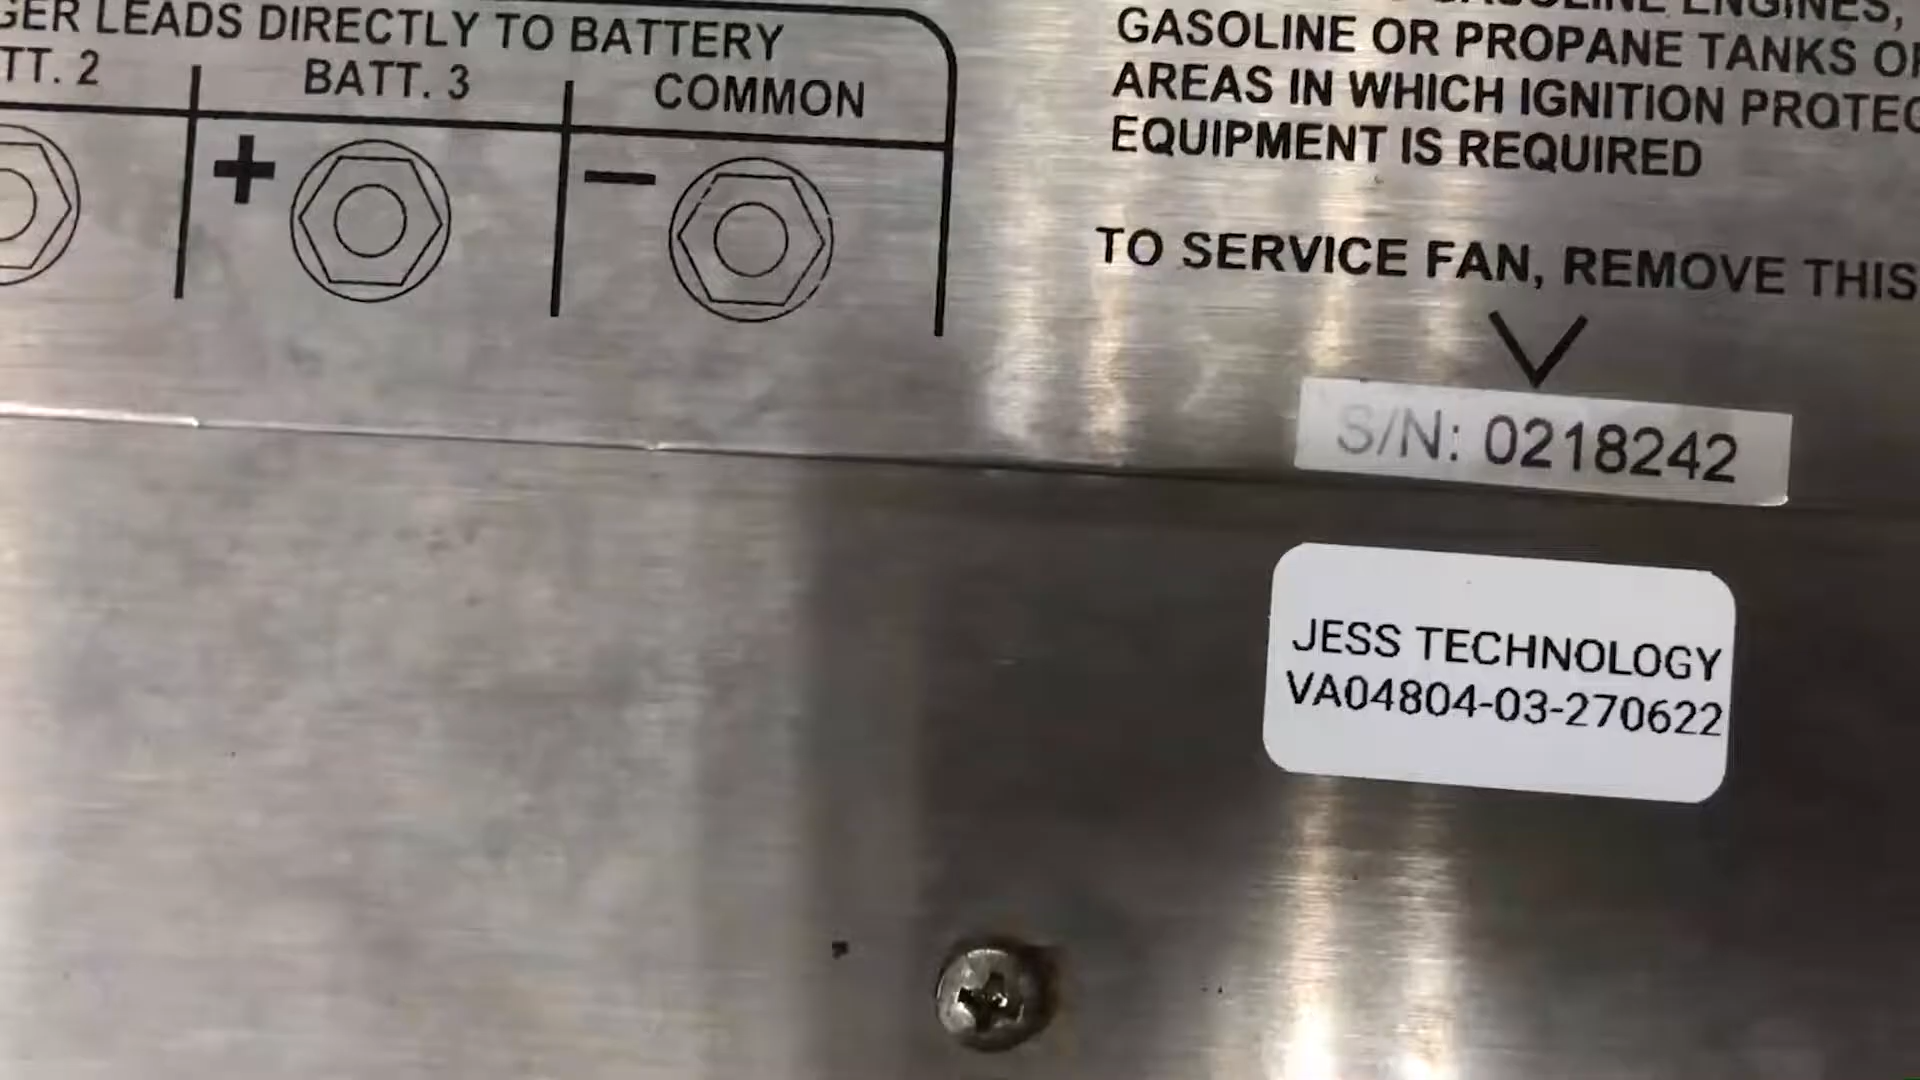 GER LEADS DIRECTLY TO BATTERY
TT. 2
BATT. 3
COMMON
+
−
GASOLINE ENGINES,
GASOLINE OR PROPANE TANKS O
AREAS IN WHICH IGNITION PROTEC
EQUIPMENT IS REQUIRED
TO SERVICE FAN, REMOVE THIS
S/N: 0218242
JESS TECHNOLOGY
VA04804-03-270622